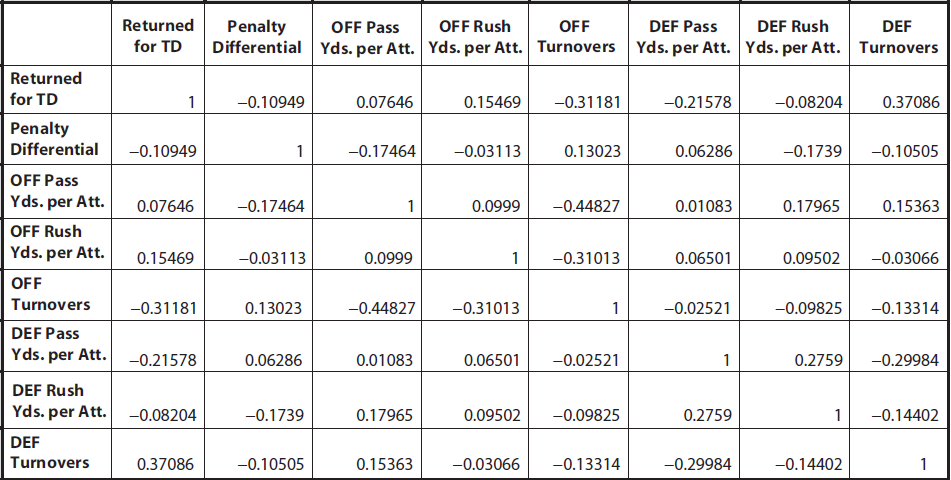 Returned for TD Penalty Differential OFF Pass Yds. per Att. OFF Rush Yds. per Att. OFF Turnovers DEF Pass Yds. per Att. DEF Rush Yds. per Att. DEF Turnovers
Returned
for TD 1 −0.10949 0.07646 0.15469 −0.31181 −0.21578 −0.08204 0.37086
Penalty
Differential −0.10949 1 −0.17464 −0.03113 0.13023 0.06286 −0.1739 −0.10505
OFF Pass
Yds. per Att. 0.07646 −0.17464 1 0.0999 −0.44827 0.01083 0.17965 0.15363
OFF Rush
Yds. per Att. 0.15469 −0.03113 0.0999 1 −0.31013 0.06501 0.09502 −0.03066
OFF
Turnovers −0.31181 0.13023 −0.44827 −0.31013 1 −0.02521 −0.09825 −0.13314
DEF Pass
Yds. per Att. −0.21578 0.06286 0.01083 0.06501 −0.02521 1 0.2759 −0.29984
DEF Rush
Yds. per Att. −0.08204 −0.1739 0.17965 0.09502 −0.09825 0.2759 1 −0.14402
DEF
Turnovers 0.37086 −0.10505 0.15363 −0.03066 −0.13314 −0.29984 −0.14402 1